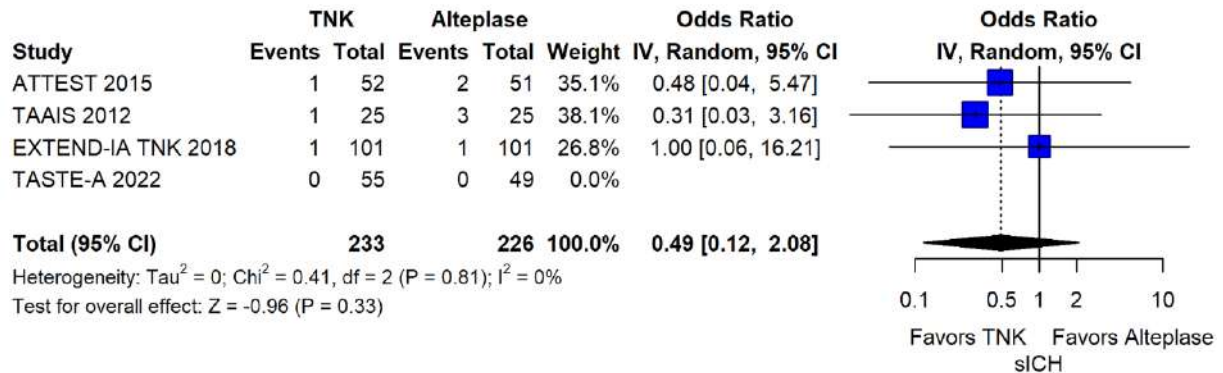 TNK Alteplase Odds Ratio Odds Ratio
Study Events Total Events Total Weight IV, Random, 95% CI IV, Random, 95% CI
ATTEST 2015 1 52 2 51 35.1% 0.48 [0.04, 5.47]
TAAIS 2012 1 25 3 25 38.1% 0.31 [0.03, 3.16]
EXTEND-IA TNK 2018 1 101 1 101 26.8% 1.00 [0.06, 16.21]
TASTE-A 2022 0 55 0 49 0.0%
Total (95% CI) 233 226 100.0% 0.49 [0.12, 2.08]
Heterogeneity: Tau² = 0; Chi² = 0.41, df = 2 (P = 0.81); I² = 0%
Test for overall effect: Z = -0.96 (P = 0.33)
0.1 0.5 1 2 10
Favors TNK Favors Alteplase
sICH